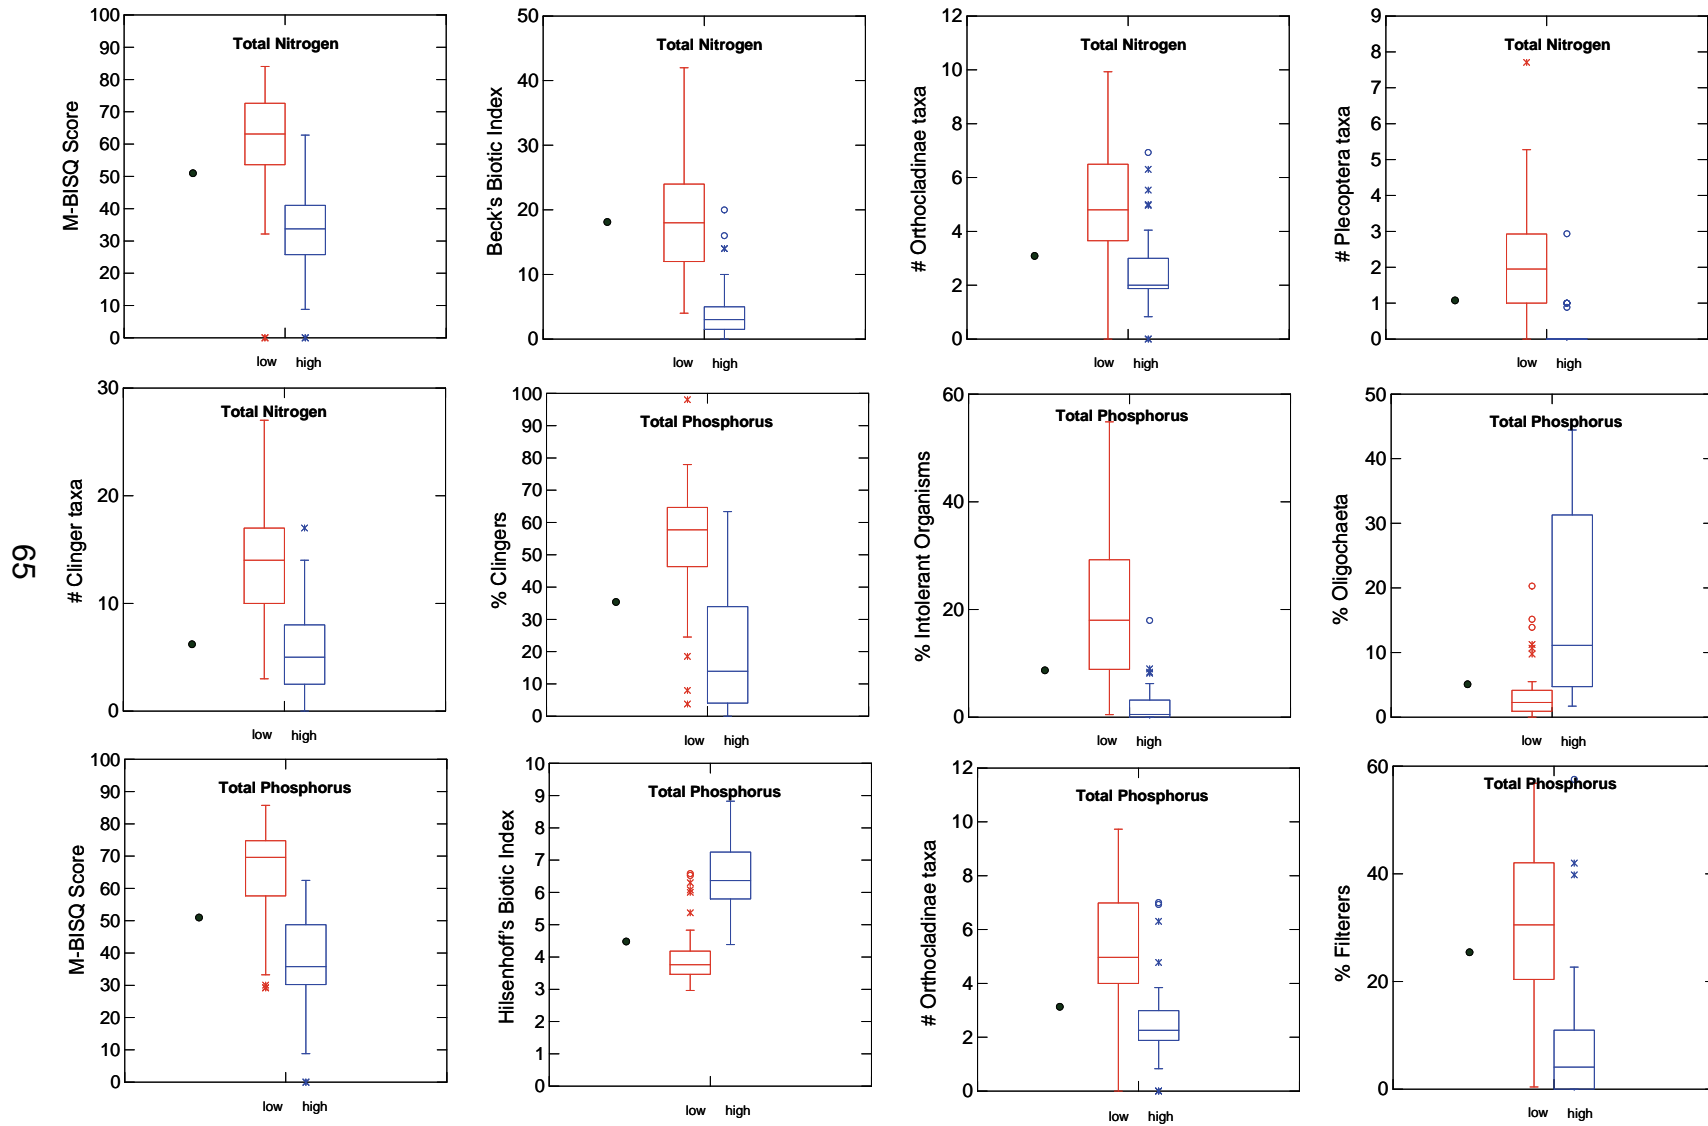 100
90
80
70
60
50
40
30
20
10
0
M-BISQ Score
Total Nitrogen
low high
50
40
30
20
10
0
Beck's Biotic Index
Total Nitrogen
12
10
8
6
4
2
0
# Orthocladinae taxa
Total Nitrogen
9
8
7
6
5
4
3
2
1
0
# Plecoptera taxa
Total Nitrogen
65
30
20
10
0
# Clinger taxa
Total Nitrogen
low high
100
90
80
70
60
50
40
30
20
10
0
% Clingers
Total Phosphorus
low high
60
40
20
0
% Intolerant Organisms
Total Phosphorus
50
40
30
20
10
0
% Oligochaeta
Total Phosphorus
low high
100
90
80
70
60
50
40
30
20
10
0
M-BISQ Score
Total Phosphorus
low high
10
9
8
7
6
5
4
3
2
1
0
Hilsenhoff's Biotic Index
Total Phosphorus
low high
12
10
8
6
4
2
0
# Orthocladinae taxa
Total Phosphorus
low high
60
40
20
0
% Filterers
Total Phosphorus
low high